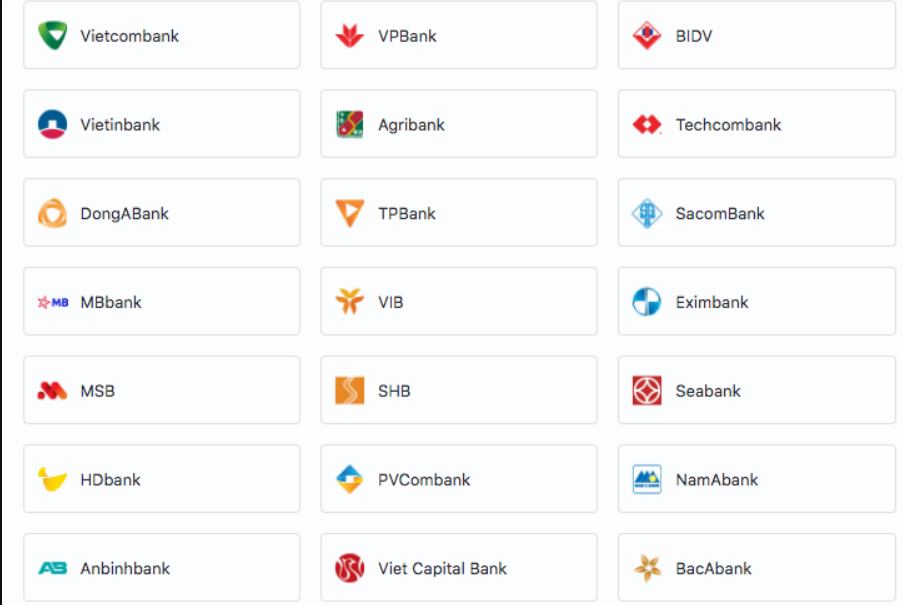 Vietcombank
VPBank
BIDV
Vietinbank
Agribank
Techcombank
DongABank
TPBank
SacomBank
MB MBbank
VIB
Eximbank
MSB
SHB
Seabank
HDbank
PVCombank
NamAbank
AB Anbinhbank
Viet Capital Bank
BacAbank